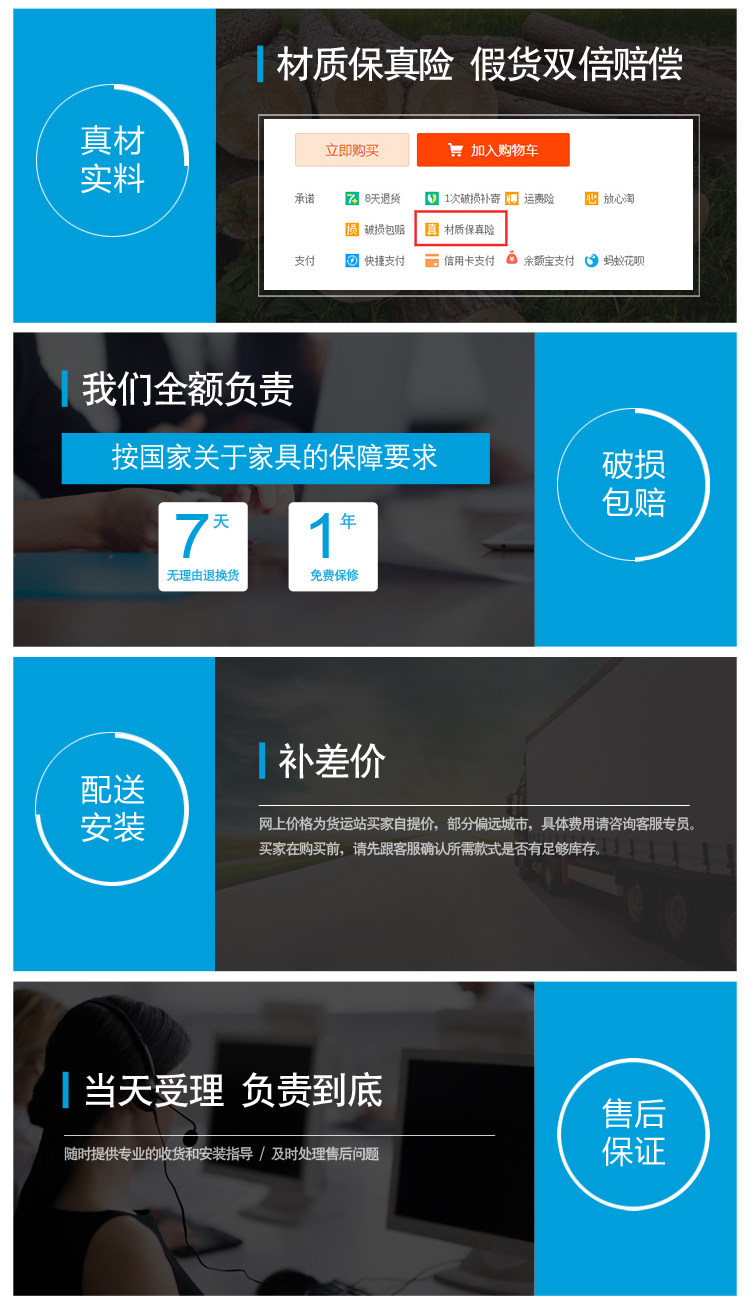 真材
实料
材质保真险 假货双倍赔偿
立即购买 加入购物车
承诺 8天退货 1次破损补寄 运费险 放心淘
破损包赔 材质保真险
支付 快捷支付 信用卡支付 余额宝支付 蚂蚁花呗
我们全额负责
按国家关于家具的保障要求
7天 1年
无理由退换货 免费保修
破损
包赔
配送
安装
补差价
网上价格为货运站买家自提价，部分偏远城市，具体费用请咨询客服专员。
买家在购买前，请先跟客服确认所需款式是否有足够库存。
当天受理 负责到底
随时提供专业的收货和安装指导 / 及时处理售后问题
售后
保证